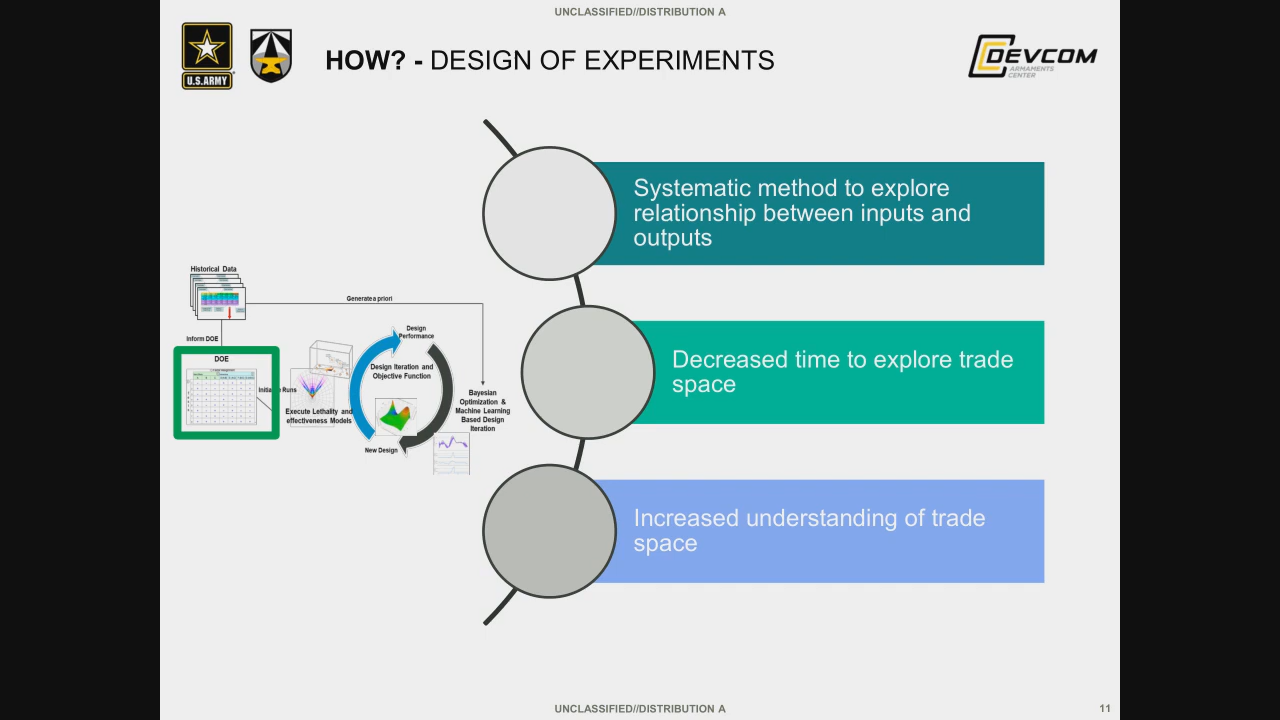 UNCLASSIFIED//DISTRIBUTION A
U.S.ARMY
HOW? - DESIGN OF EXPERIMENTS
DEVCOM
ARMAMENTS
CENTER
Systematic method to explore
relationship between inputs and
outputs
Decreased time to explore trade
space
Increased understanding of trade
space
Historical Data
Generate a priori
Inform DOE
DOE
Initiate Runs
Execute Lethality and
effectiveness Models
Design
Performance
Design Iteration and
Objective Function
New Design
Bayesian
Optimization &
Machine Learning
Based Design
Iteration
UNCLASSIFIED//DISTRIBUTION A
11